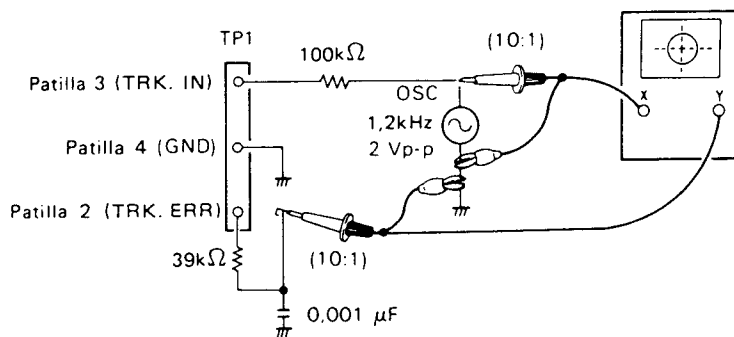 TP1
100kΩ
(10:1)
Patilla 3 (TRK. IN)
OSC
X
Y
1,2kHz
2 Vp-p
Patilla 4 (GND)
Patilla 2 (TRK. ERR)
39kΩ
(10:1)
0,001 µF